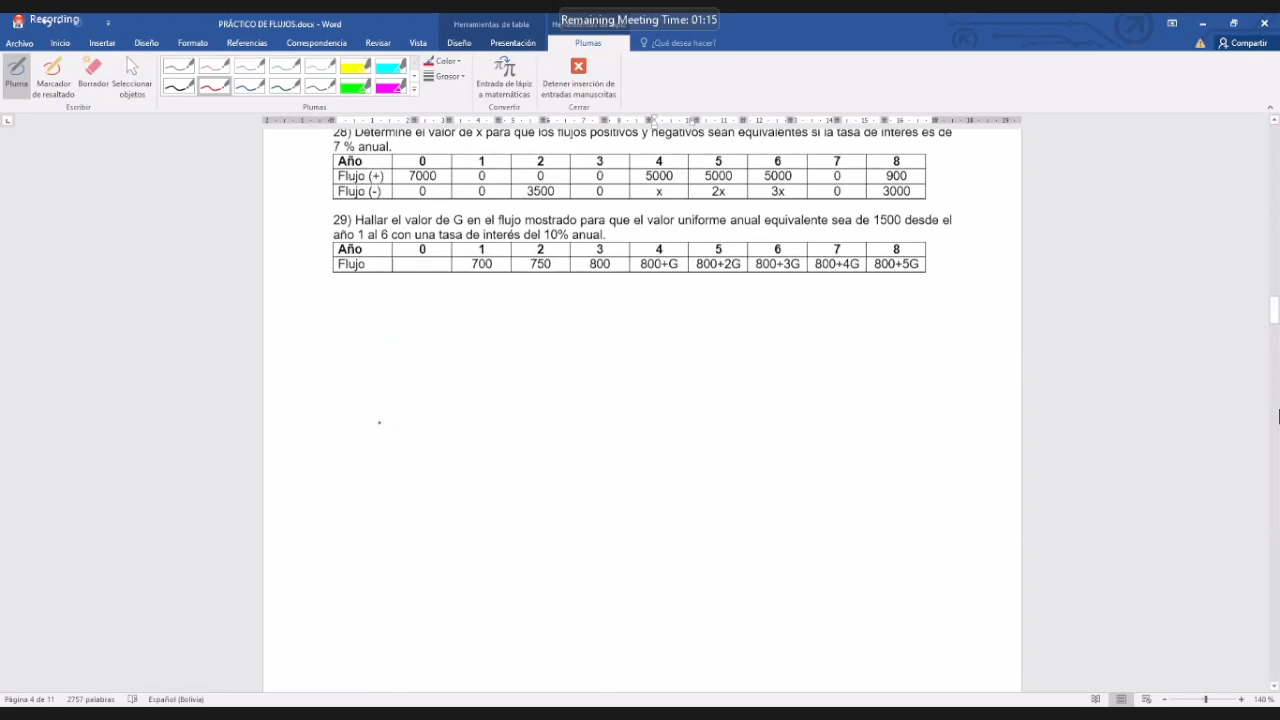 Recording
PRÁCTICO DE FLUJOS.docx - Word
Herramientas de tabla
Remaining Meeting Time: 01:15
Archivo Inicio Insertar Diseño Formato Referencias Correspondencia Revisar Vista Diseño Presentación Plumas ¿Qué desea hacer? Compartir
Pluma Marcador de resaltado Borrador Seleccionar objetos
Color
Grosor
Entrada de lápiz a matemáticas
Detener inserción de entradas manuscritas
Escribir Plumas Convertir Cerrar
28) Determine el valor de x para que los flujos positivos y negativos sean equivalentes si la tasa de interés es de
7 % anual.
Año 0 1 2 3 4 5 6 7 8
Flujo (+) 7000 0 0 0 5000 5000 5000 0 900
Flujo (-) 0 0 3500 0 x 2x 3x 0 3000
29) Hallar el valor de G en el flujo mostrado para que el valor uniforme anual equivalente sea de 1500 desde el
año 1 al 6 con una tasa de interés del 10% anual.
Año 0 1 2 3 4 5 6 7 8
Flujo 700 750 800 800+G 800+2G 800+3G 800+4G 800+5G
Página 4 de 11 2757 palabras Español (Bolivia) 140 %